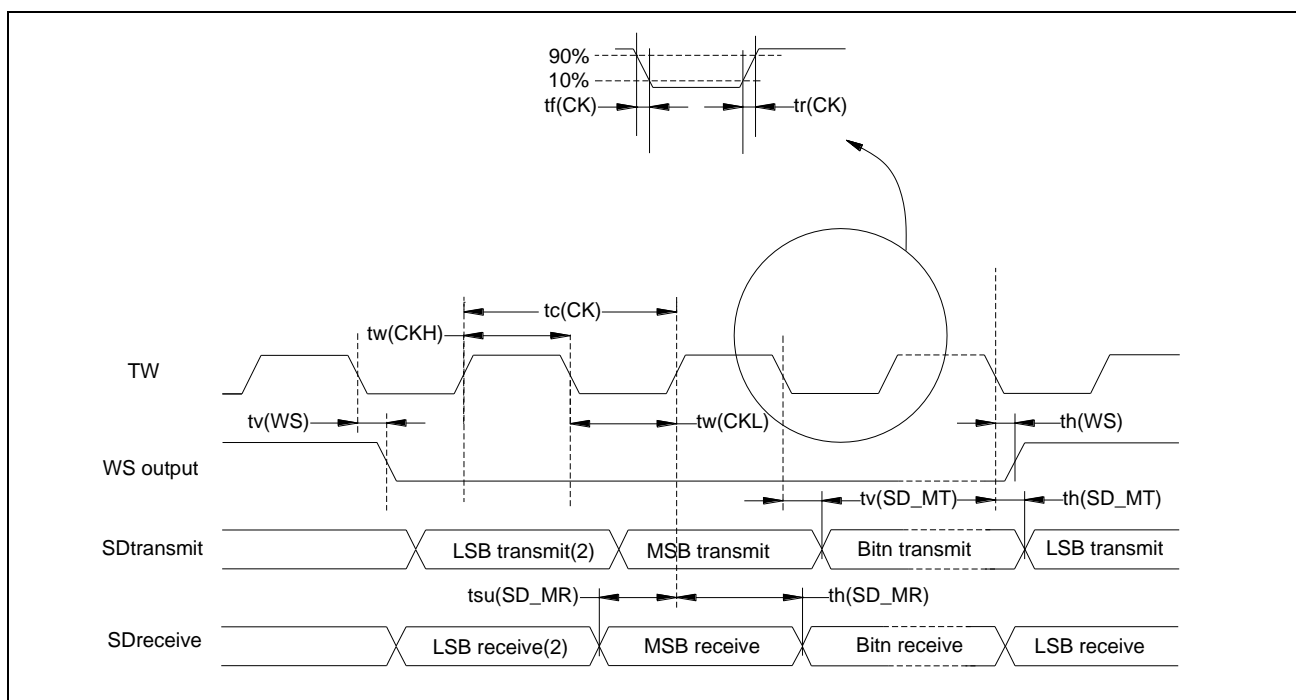 90%
10%
tf(CK)
tr(CK)
tc(CK)
tw(CKH)
TW
tv(WS)
tw(CKL)
th(WS)
WS output
tv(SD_MT)
th(SD_MT)
SDtransmit
LSB transmit(2)
MSB transmit
Bitn transmit
LSB transmit
tsu(SD_MR)
th(SD_MR)
SDreceive
LSB receive(2)
MSB receive
Bitn receive
LSB receive